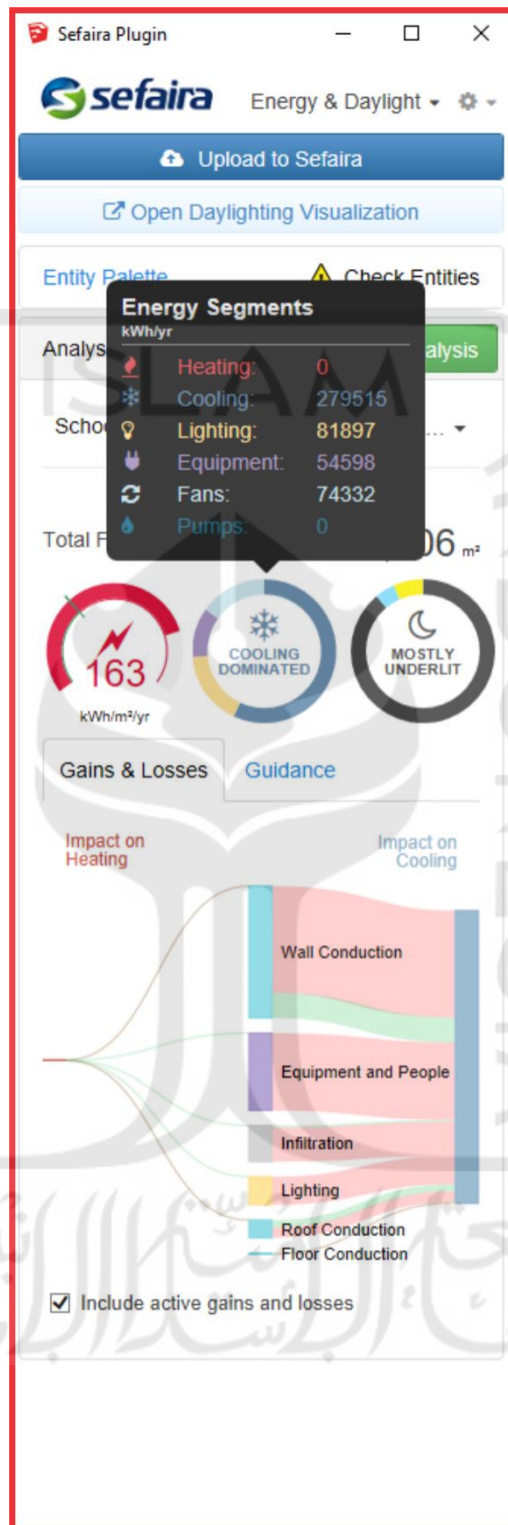 Sefaira Plugin
sefaira Energy & Daylight
Upload to Sefaira
Open Daylighting Visualization
Entity Palette Check Entities
Energy Segments
kWh/yr
Analys alysis
Heating: 0
Cooling: 279515
Schoo ...
Lighting: 81897
Equipment: 54598
Fans: 74332
Total F 06 m²
Pumps: 0
COOLING
DOMINATED
MOSTLY
UNDERLIT
163
kWh/m²/yr
Gains & Losses Guidance
Impact on
Heating
Impact on
Cooling
Wall Conduction
Equipment and People
Infiltration
Lighting
Roof Conduction
Floor Conduction
Include active gains and losses
ISLAM